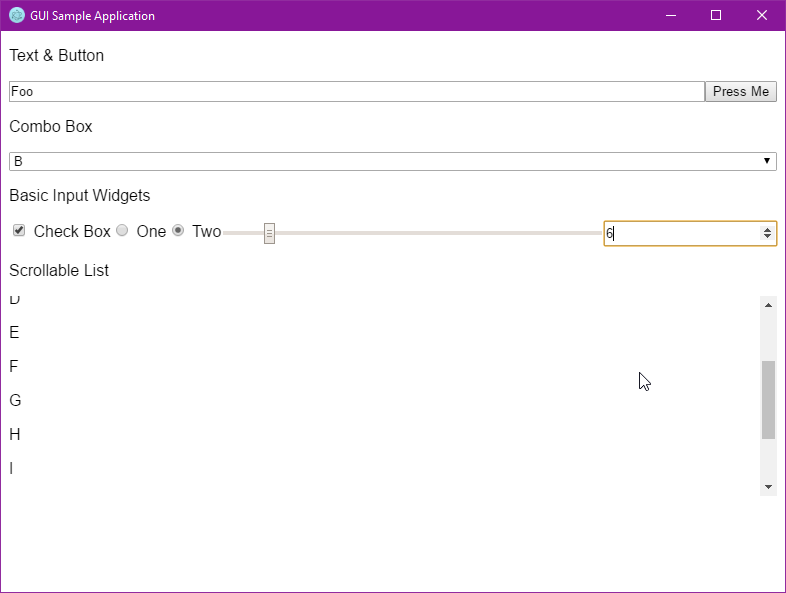 GUI Sample Application
Text & Button
Foo Press Me
Combo Box
B
Basic Input Widgets
Check Box One Two 6
Scrollable List
D
E
F
G
H
I